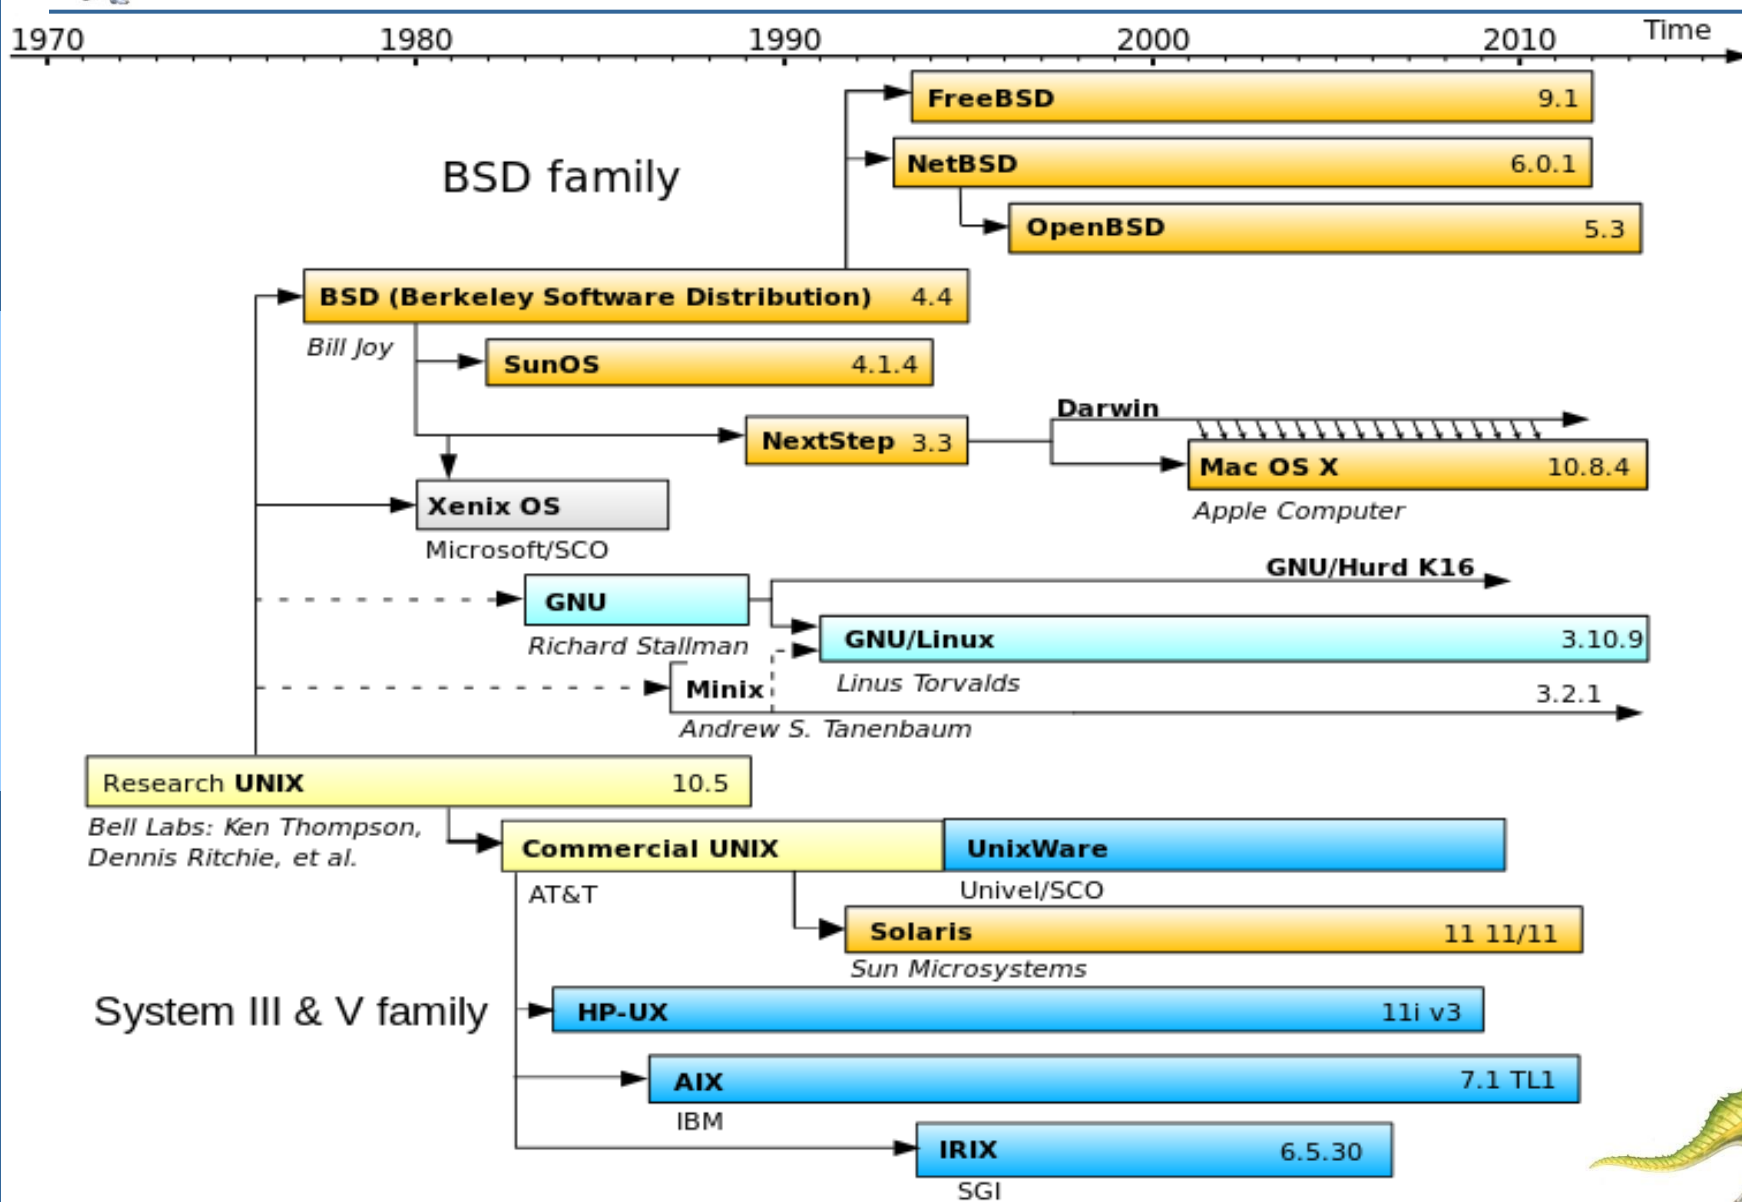 1970 1980 1990 2000 2010 Time
FreeBSD 9.1
BSD family
NetBSD 6.0.1
OpenBSD 5.3
BSD (Berkeley Software Distribution) 4.4
Bill Joy
SunOS 4.1.4
Darwin
NextStep 3.3
Mac OS X 10.8.4
Apple Computer
Xenix OS
Microsoft/SCO
GNU/Hurd K16
GNU
Richard Stallman
GNU/Linux 3.10.9
Linus Torvalds
Minix 3.2.1
Andrew S. Tanenbaum
Research UNIX 10.5
Bell Labs: Ken Thompson,
Dennis Ritchie, et al.
Commercial UNIX
UnixWare
AT&T
Univel/SCO
Solaris 11 11/11
Sun Microsystems
System III & V family
HP-UX 11i v3
AIX 7.1 TL1
IBM
IRIX 6.5.30
SGI